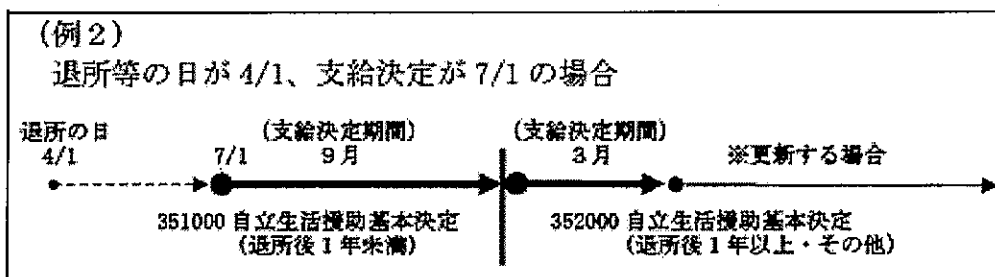 (例2)
退所等の日が4/1、支給決定が7/1の場合
退所の日 (支給決定期間) (支給決定期間)
4/1 7/1 9月 3月 ※更新する場合
351000 自立生活援助基本決定 352000 自立生活援助基本決定
(退所後1年未満) (退所後1年以上・その他)